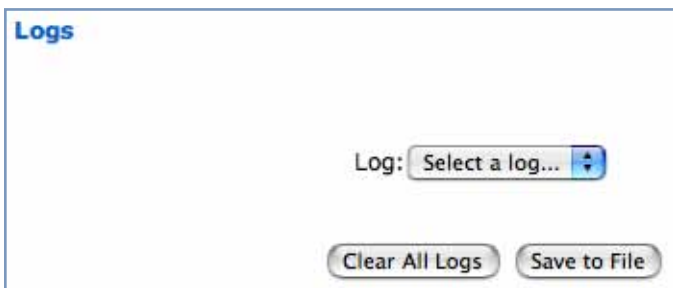 Logs
Log: Select a log...
Clear All Logs Save to File